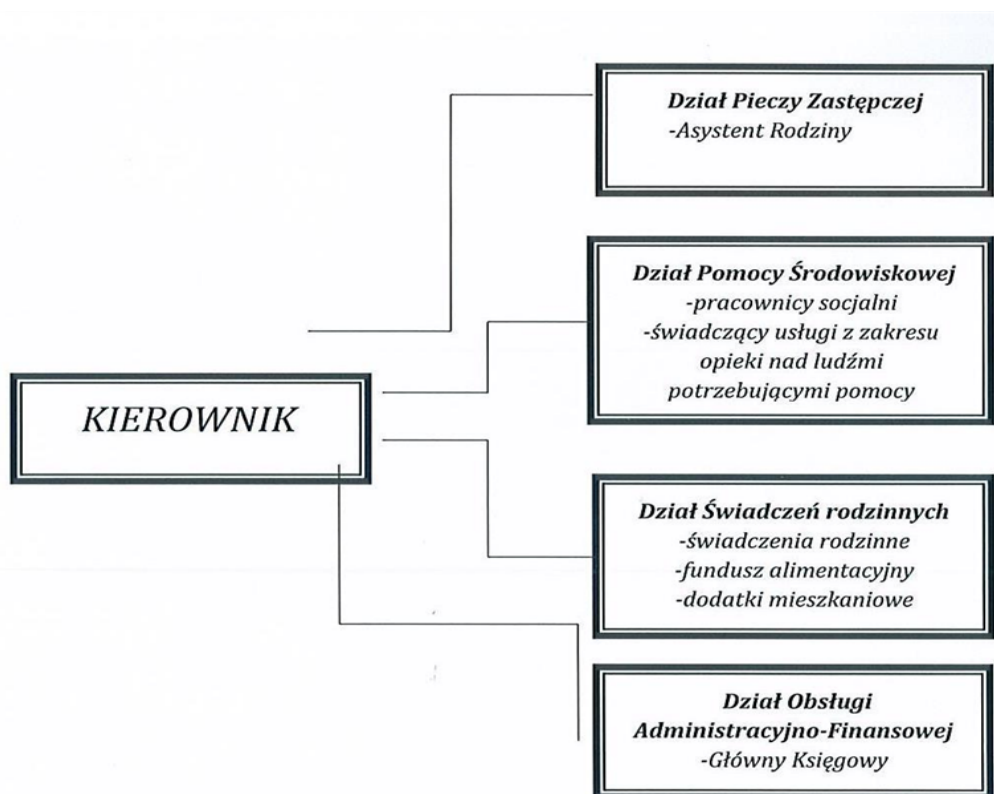 Dział Pieczy Zastępczej
-Asystent Rodziny
Dział Pomocy Środowiskowej
-pracownicy socjalni
-świadczący usługi z zakresu
opieki nad ludźmi
potrzebującymi pomocy
KIEROWNIK
Dział Świadczeń rodzinnych
-świadczenia rodzinne
-fundusz alimentacyjny
-dodatki mieszkaniowe
Dział Obsługi
Administracyjno-Finansowej
-Główny Księgowy